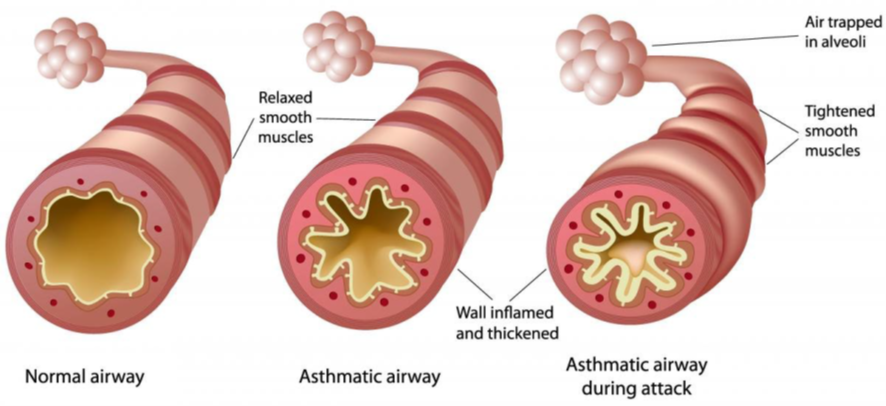 Air trapped
in alveoli
Relaxed
smooth
muscles
Tightened
smooth
muscles
Wall inflamed
and thickened
Normal airway
Asthmatic airway
Asthmatic airway
during attack